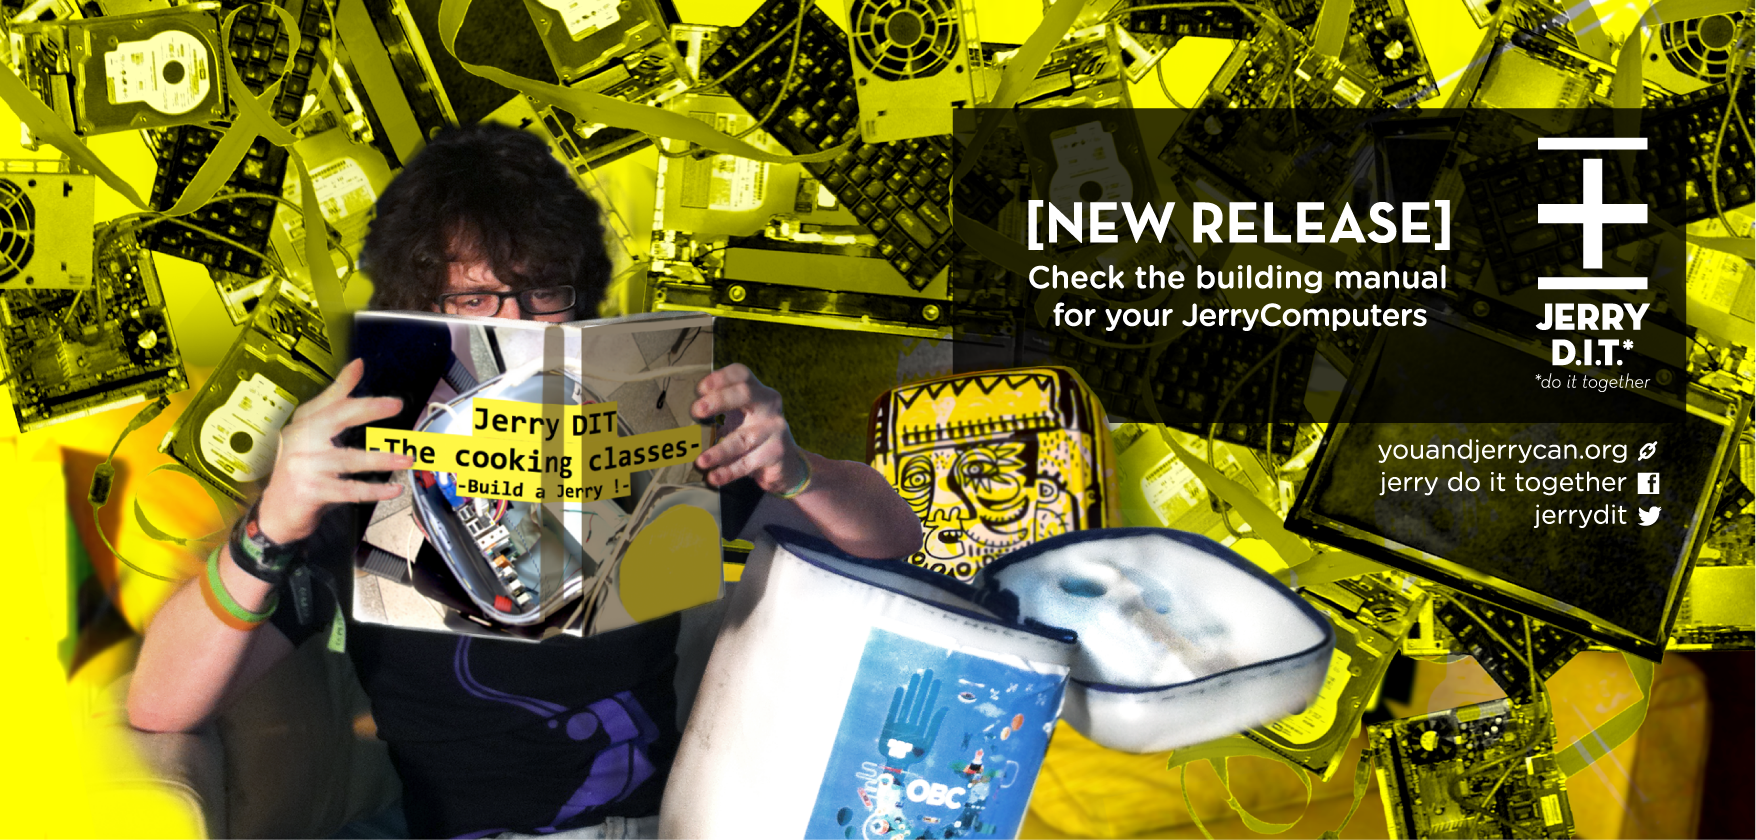 [NEW RELEASE]
Check the building manual
for your JerryComputers
JERRY
D.I.T.*
*do it together
youandjerrycan.org
jerry do it together
jerrydit
Jerry DIT
-The cooking classes-
-Build a Jerry !-
OBC